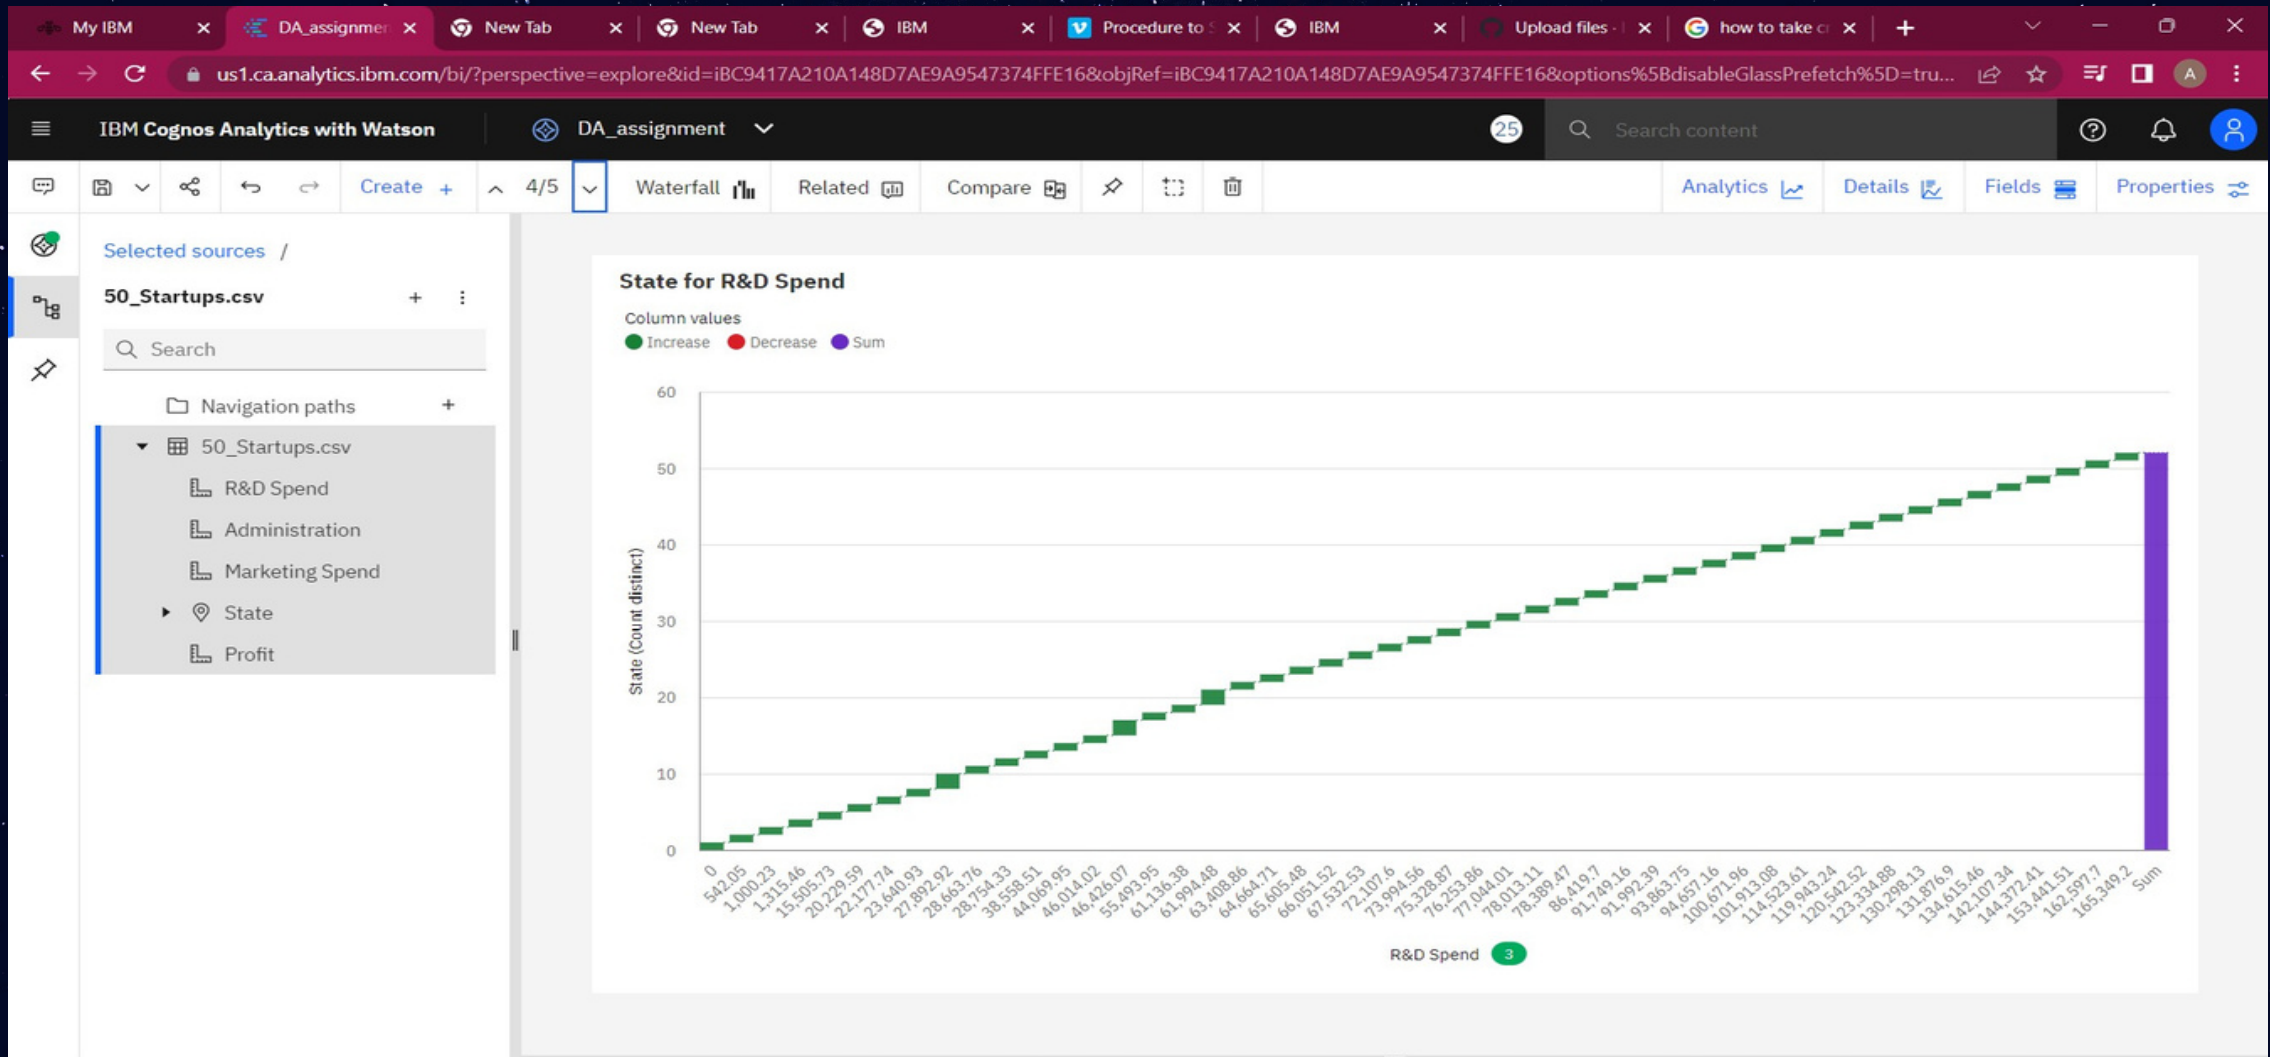 My IBM
DA_assignmer
New Tab
New Tab
IBM
Procedure to S
IBM
Upload files · I
how to take cr
us1.ca.analytics.ibm.com/bi/?perspective=explore&id=iBC9417A210A148D7AE9A9547374FFE16&objRef=iBC9417A210A148D7AE9A9547374FFE16&options%5BdisableGlassPrefetch%5D=tru...
A
IBM Cognos Analytics with Watson
DA_assignment
25
Search content
Create +
4/5
Waterfall
Related
Compare
Analytics
Details
Fields
Properties
Selected sources /
50_Startups.csv
Search
Navigation paths
50_Startups.csv
R&D Spend
Administration
Marketing Spend
State
Profit
State for R&D Spend
Column values
Increase Decrease Sum
State (Count distinct)
60
50
40
30
20
10
0
0
542.05
1,000.23
1,315.46
15,505.73
20,229.59
22,177.74
23,640.93
27,892.92
28,663.76
28,754.33
38,558.51
44,069.95
46,014.02
46,426.07
55,493.95
61,136.38
61,994.48
63,408.86
64,664.71
65,605.48
66,051.52
67,532.53
72,107.6
73,994.56
75,328.87
76,253.86
77,044.01
78,013.11
78,389.47
86,419.7
91,749.16
91,992.39
93,863.75
94,657.16
100,671.96
101,913.08
114,523.61
119,943.24
120,542.52
123,334.88
130,298.13
131,876.9
134,615.46
142,107.34
144,372.41
153,441.51
162,597.7
165,349.2
Sum
R&D Spend 3